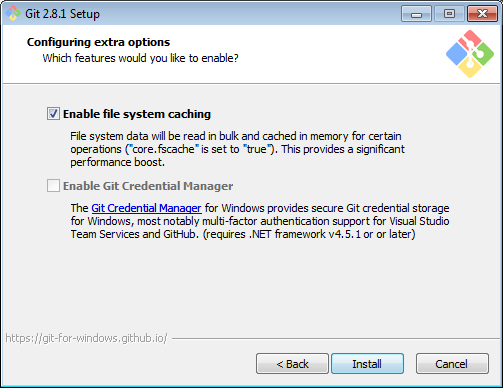 Git 2.8.1 Setup
Configuring extra options
Which features would you like to enable?
Enable file system caching
File system data will be read in bulk and cached in memory for certain
operations ("core.fscache" is set to "true"). This provides a significant
performance boost.
Enable Git Credential Manager
The Git Credential Manager for Windows provides secure Git credential storage
for Windows, most notably multi-factor authentication support for Visual Studio
Team Services and GitHub. (requires .NET framework v4.5.1 or or later)
https://git-for-windows.github.io/
< Back Install Cancel